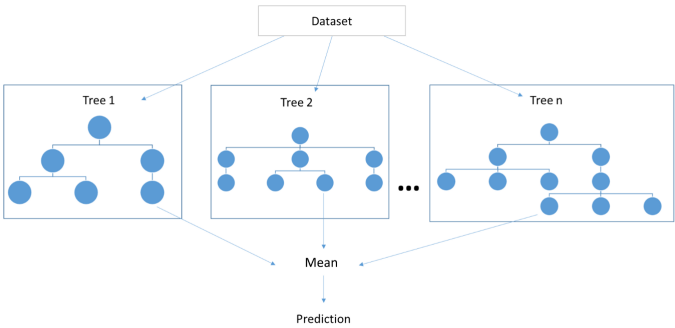 Dataset
Tree 1
Tree 2
Tree n
...
Mean
Prediction